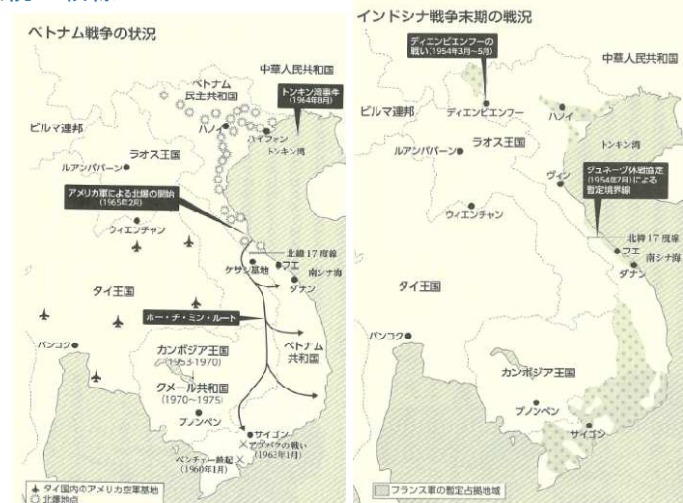 ベトナム戦争の状況
中華人民共和国
ベトナム
民主共和国
トンキン湾事件
(1964年8月)
ハノイ
ハイフォン
トンキン湾
ビルマ連邦
ラオス王国
ルアンパバーン
アメリカ軍による北爆の開始
(1965年2月)
ウィエンチャン
北緯17度線
ケサン基地
フエ
南シナ海
ダナン
タイ王国
ホー・チ・ミン・ルート
バンコク
カンボジア王国
(1953-1970)
ベトナム
共和国
クメール共和国
(1970~1975)
プノンペン
サイゴン
アプバクの戦い
(1963年1月)
ベンチェー蜂起
(1960年1月)
タイ国内のアメリカ空軍基地
北爆地点
インドシナ戦争末期の戦況
ディエンビエンフーの
戦い(1954年3月~5月)
中華人民共和国
ディエンビエンフー
ハノイ
ビルマ連邦
ラオス王国
トンキン湾
ルアンパバーン
ヴィン
ジュネーヴ休戦協定
(1954年7月)による
暫定境界線
ウィエンチャン
北緯17度線
フエ
南シナ海
ダナン
タイ王国
バンコク
カンボジア王国
プノンペン
サイゴン
フランス軍の暫定占拠地域